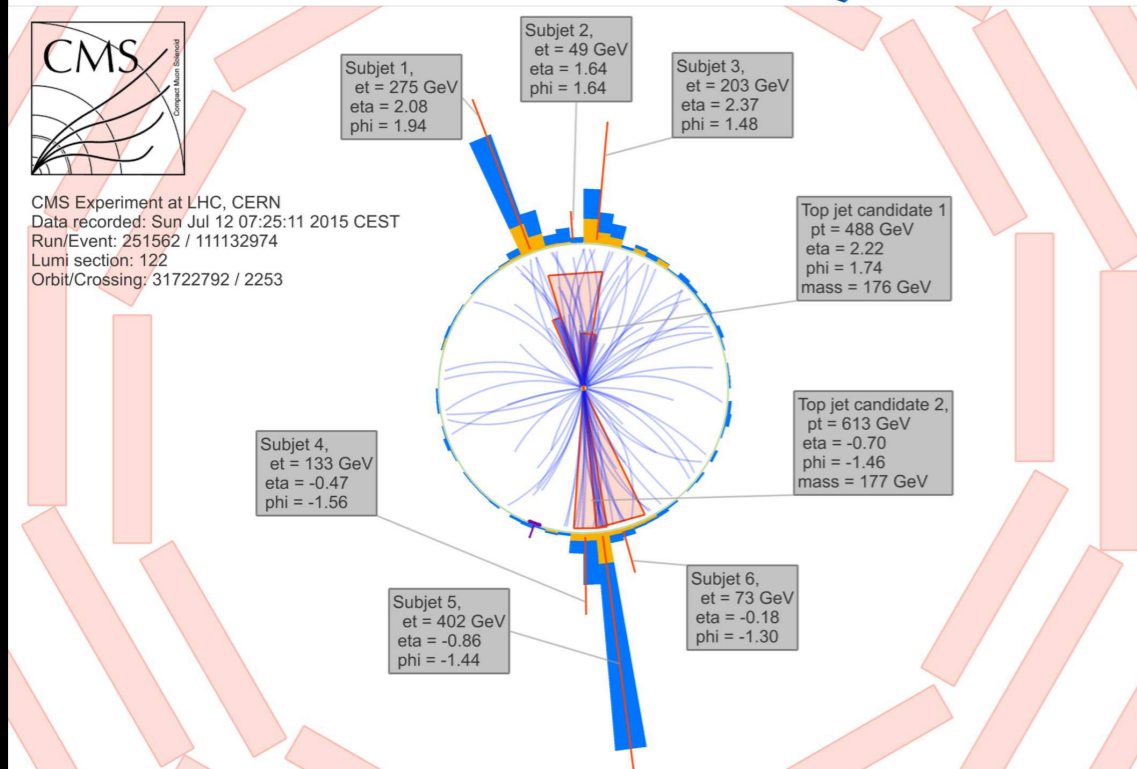 CMS
Compact Muon Solenoid
CMS Experiment at LHC, CERN
Data recorded: Sun Jul 12 07:25:11 2015 CEST
Run/Event: 251562 / 111132974
Lumi section: 122
Orbit/Crossing: 31722792 / 2253
Subjet 1,
et = 275 GeV
eta = 2.08
phi = 1.94
Subjet 2,
et = 49 GeV
eta = 1.64
phi = 1.64
Subjet 3,
et = 203 GeV
eta = 2.37
phi = 1.48
Top jet candidate 1
pt = 488 GeV
eta = 2.22
phi = 1.74
mass = 176 GeV
Top jet candidate 2,
pt = 613 GeV
eta = -0.70
phi = -1.46
mass = 177 GeV
Subjet 4,
et = 133 GeV
eta = -0.47
phi = -1.56
Subjet 5,
et = 402 GeV
eta = -0.86
phi = -1.44
Subjet 6,
et = 73 GeV
eta = -0.18
phi = -1.30